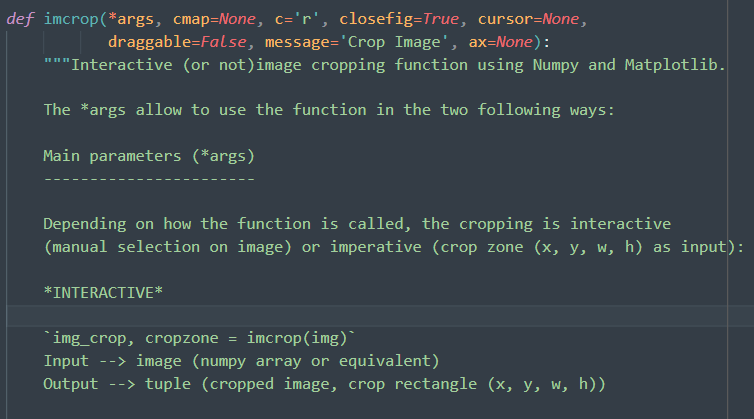 def imcrop(*args, cmap=None, c='r', closefig=True, cursor=None,
           draggable=False, message='Crop Image', ax=None):
    """Interactive (or not)image cropping function using Numpy and Matplotlib.

    The *args allow to use the function in the two following ways:

    Main parameters (*args)
    -----------------------

    Depending on how the function is called, the cropping is interactive
    (manual selection on image) or imperative (crop zone (x, y, w, h) as input):

    *INTERACTIVE*

    `img_crop, cropzone = imcrop(img)`
    Input --> image (numpy array or equivalent)
    Output --> tuple (cropped image, crop rectangle (x, y, w, h))